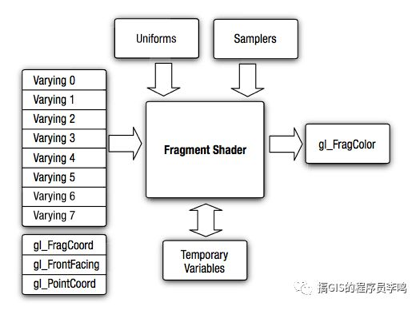 Uniforms
Samplers
Varying 0
Varying 1
Varying 2
Varying 3
Varying 4
Varying 5
Varying 6
Varying 7
Fragment Shader
gl_FragColor
gl_FragCoord
gl_FrontFacing
gl_PointCoord
Temporary
Variables
搞GIS的程序员李鸣